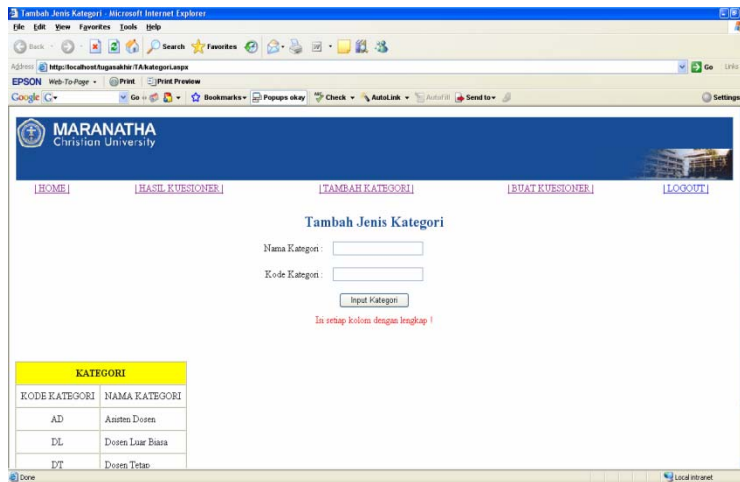 Tambah Jenis Kategori - Microsoft Internet Explorer
File Edit View Favorites Tools Help
Back Search Favorites
Address http://localhost/tugasakhir/TA/kategori.aspx Go Links
EPSON Web-To-Page Print Print Preview
Google G Go Bookmarks Popups okay Check AutoLink AutoFill Send to Settings
MARANATHA
Christian University
| HOME | | HASIL KUESIONER | | TAMBAH KATEGORI | | BUAT KUESIONER | | LOGOUT |
Tambah Jenis Kategori
Nama Kategori :
Kode Kategori :
Input Kategori
Isi setiap kolom dengan lengkap !
KATEGORI
KODE KATEGORI NAMA KATEGORI
AD Asisten Dosen
DL Dosen Luar Biasa
DT Dosen Tetap
Done Local intranet